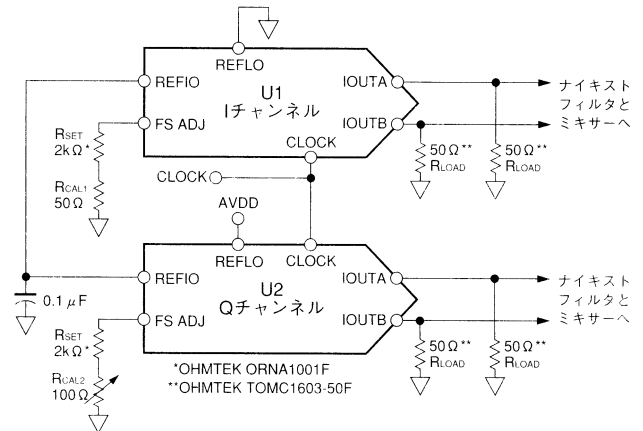 REFLO
REFIO
U1
Iチャンネル
IOUTA
FS ADJ
IOUTB
CLOCK
ナイキスト
フィルタと
ミキサーへ
RSET
2kΩ*
RCAL1
50Ω
50Ω**
RLOAD
50Ω**
RLOAD
CLOCK
AVDD
REFLO
CLOCK
REFIO
U2
Qチャンネル
IOUTA
FS ADJ
IOUTB
ナイキスト
フィルタと
ミキサーへ
0.1μF
RSET
2kΩ*
RCAL2
100Ω
50Ω**
RLOAD
50Ω**
RLOAD
*OHMTEK ORNA1001F
**OHMTEK TOMC1603-50F